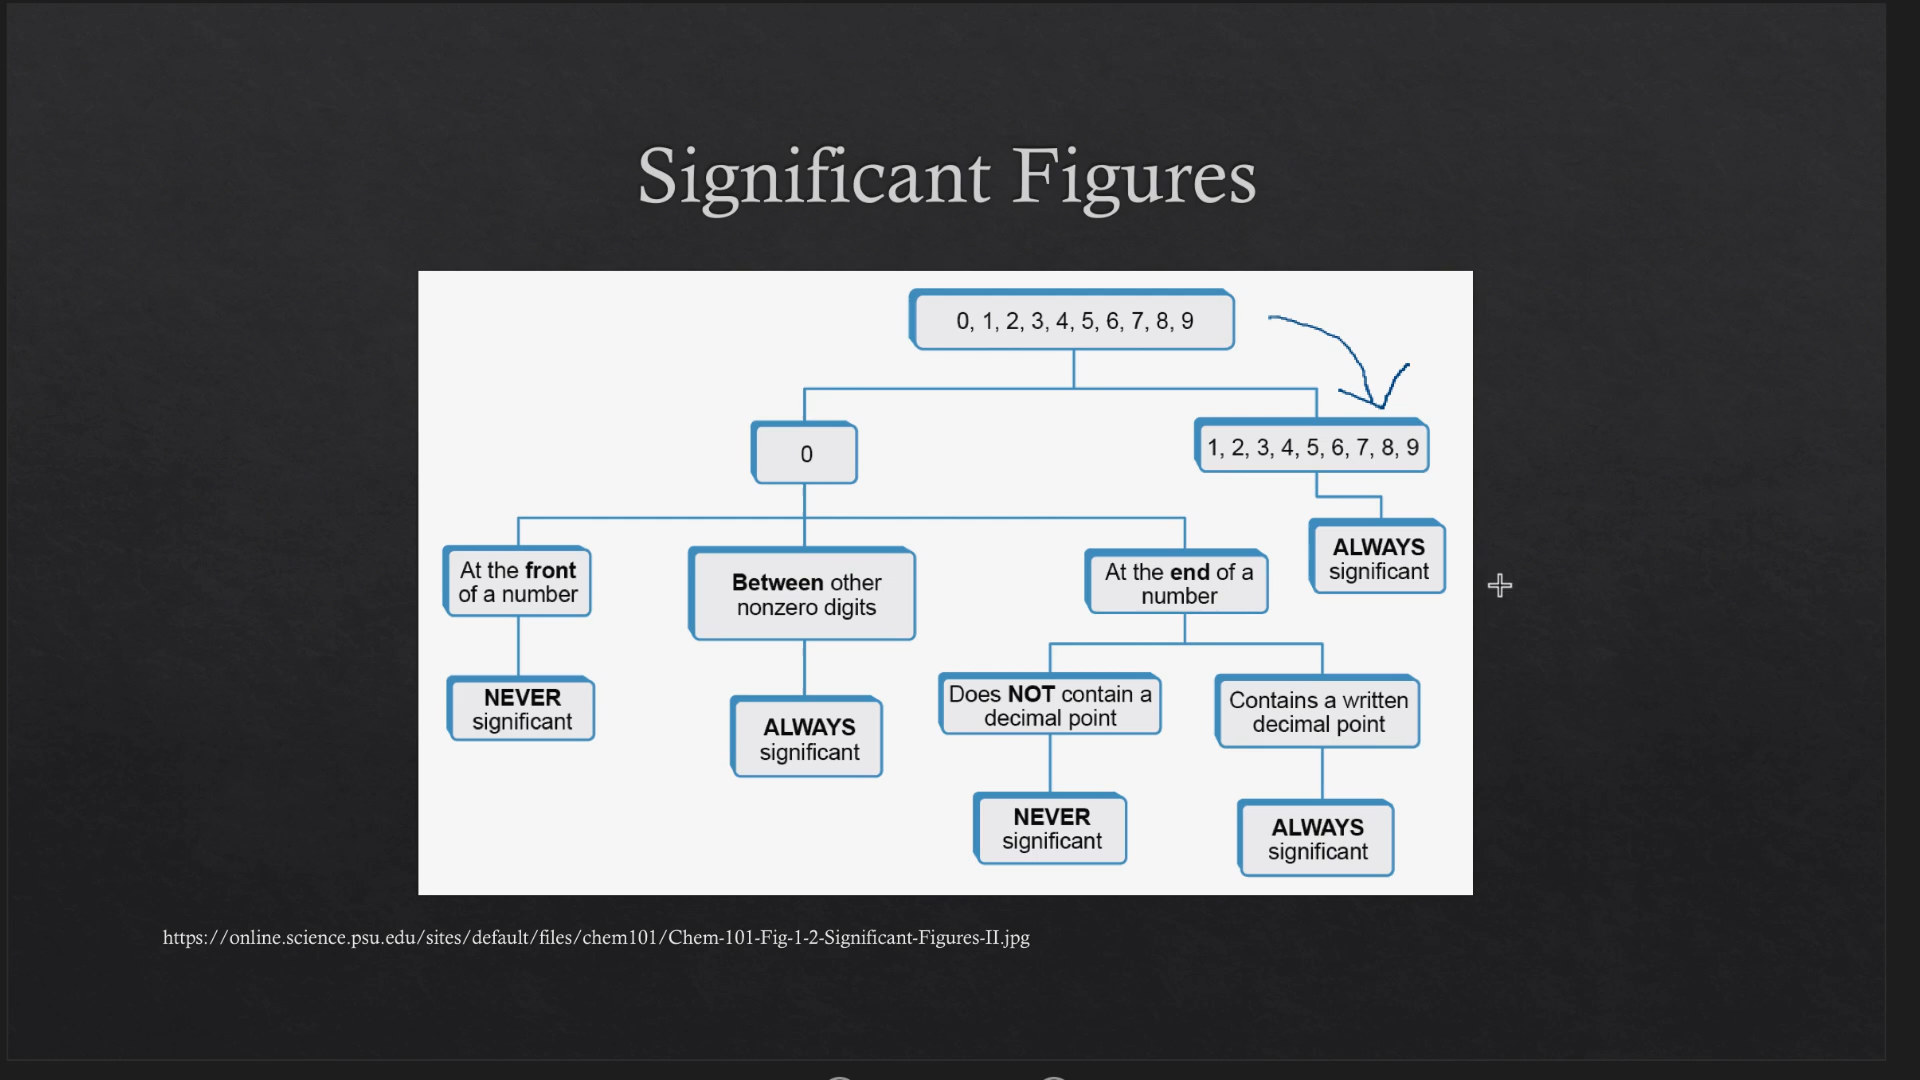 Significant Figures
0, 1, 2, 3, 4, 5, 6, 7, 8, 9
0
1, 2, 3, 4, 5, 6, 7, 8, 9
At the front
of a number
Between other
nonzero digits
At the end of a
number
ALWAYS
significant
NEVER
significant
ALWAYS
significant
Does NOT contain a
decimal point
Contains a written
decimal point
NEVER
significant
ALWAYS
significant
https://online.science.psu.edu/sites/default/files/chem101/Chem-101-Fig-1-2-Significant-Figures-II.jpg